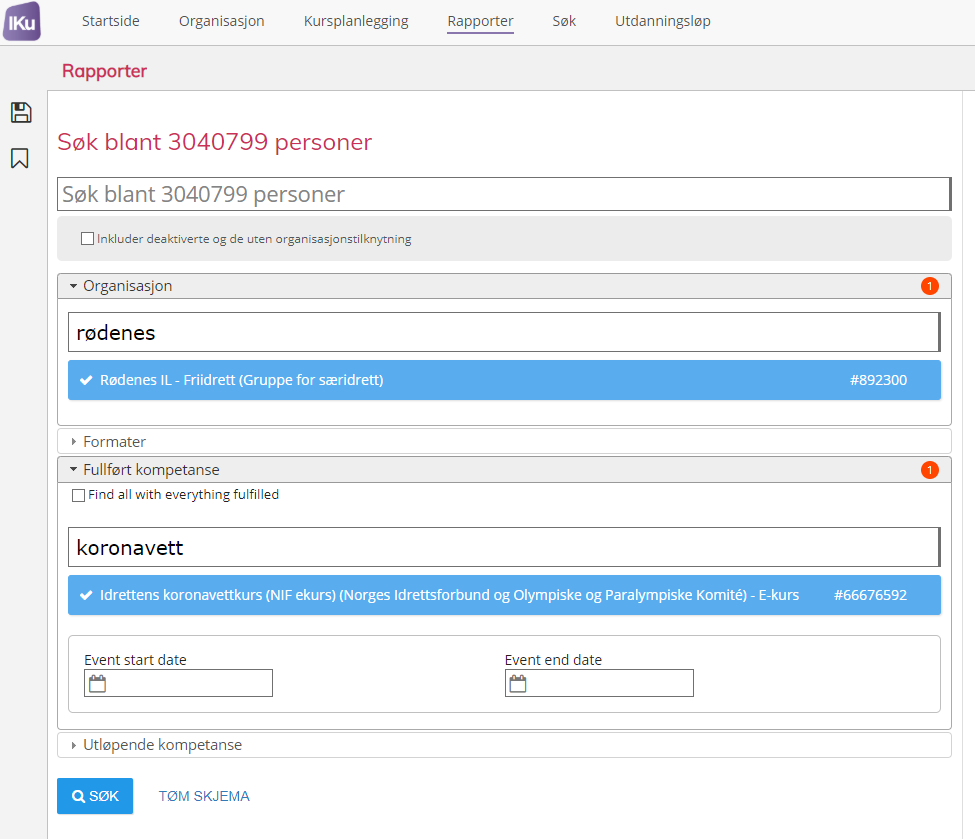 IKu
Startside Organisasjon Kursplanlegging Rapporter Søk Utdanningsløp
Rapporter
Søk blant 3040799 personer
Søk blant 3040799 personer
Inkluder deaktiverte og de uten organisasjonstilknytning
Organisasjon 1
rødenes
Rødenes IL - Friidrett (Gruppe for særidrett) #892300
Formater
Fullført kompetanse 1
Find all with everything fulfilled
koronavett
Idrettens koronavettkurs (NIF ekurs) (Norges Idrettsforbund og Olympiske og Paralympiske Komité) - E-kurs #66676592
Event start date Event end date
Utløpende kompetanse
SØK TØM SKJEMA